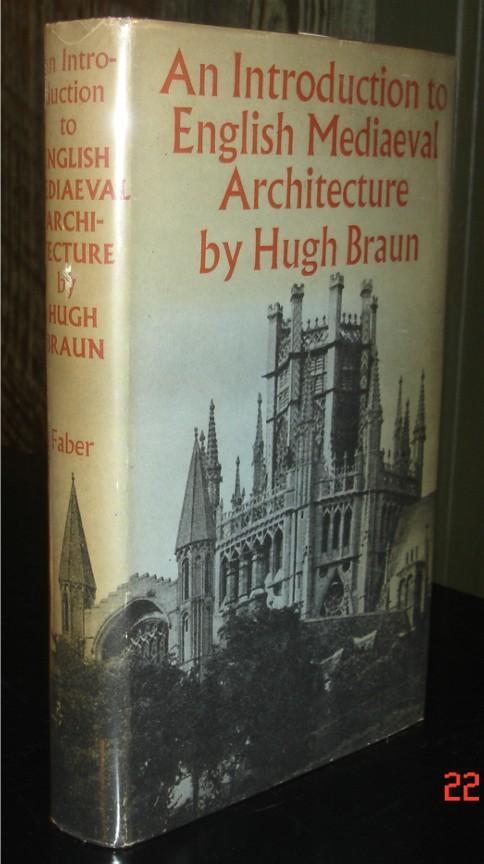 An Intro-
duction
to
ENGLISH
MEDIAEVAL
ARCHI-
TECTURE
by
HUGH
BRAUN
Faber
An Introduction to
English Mediaeval
Architecture
by Hugh Braun
22